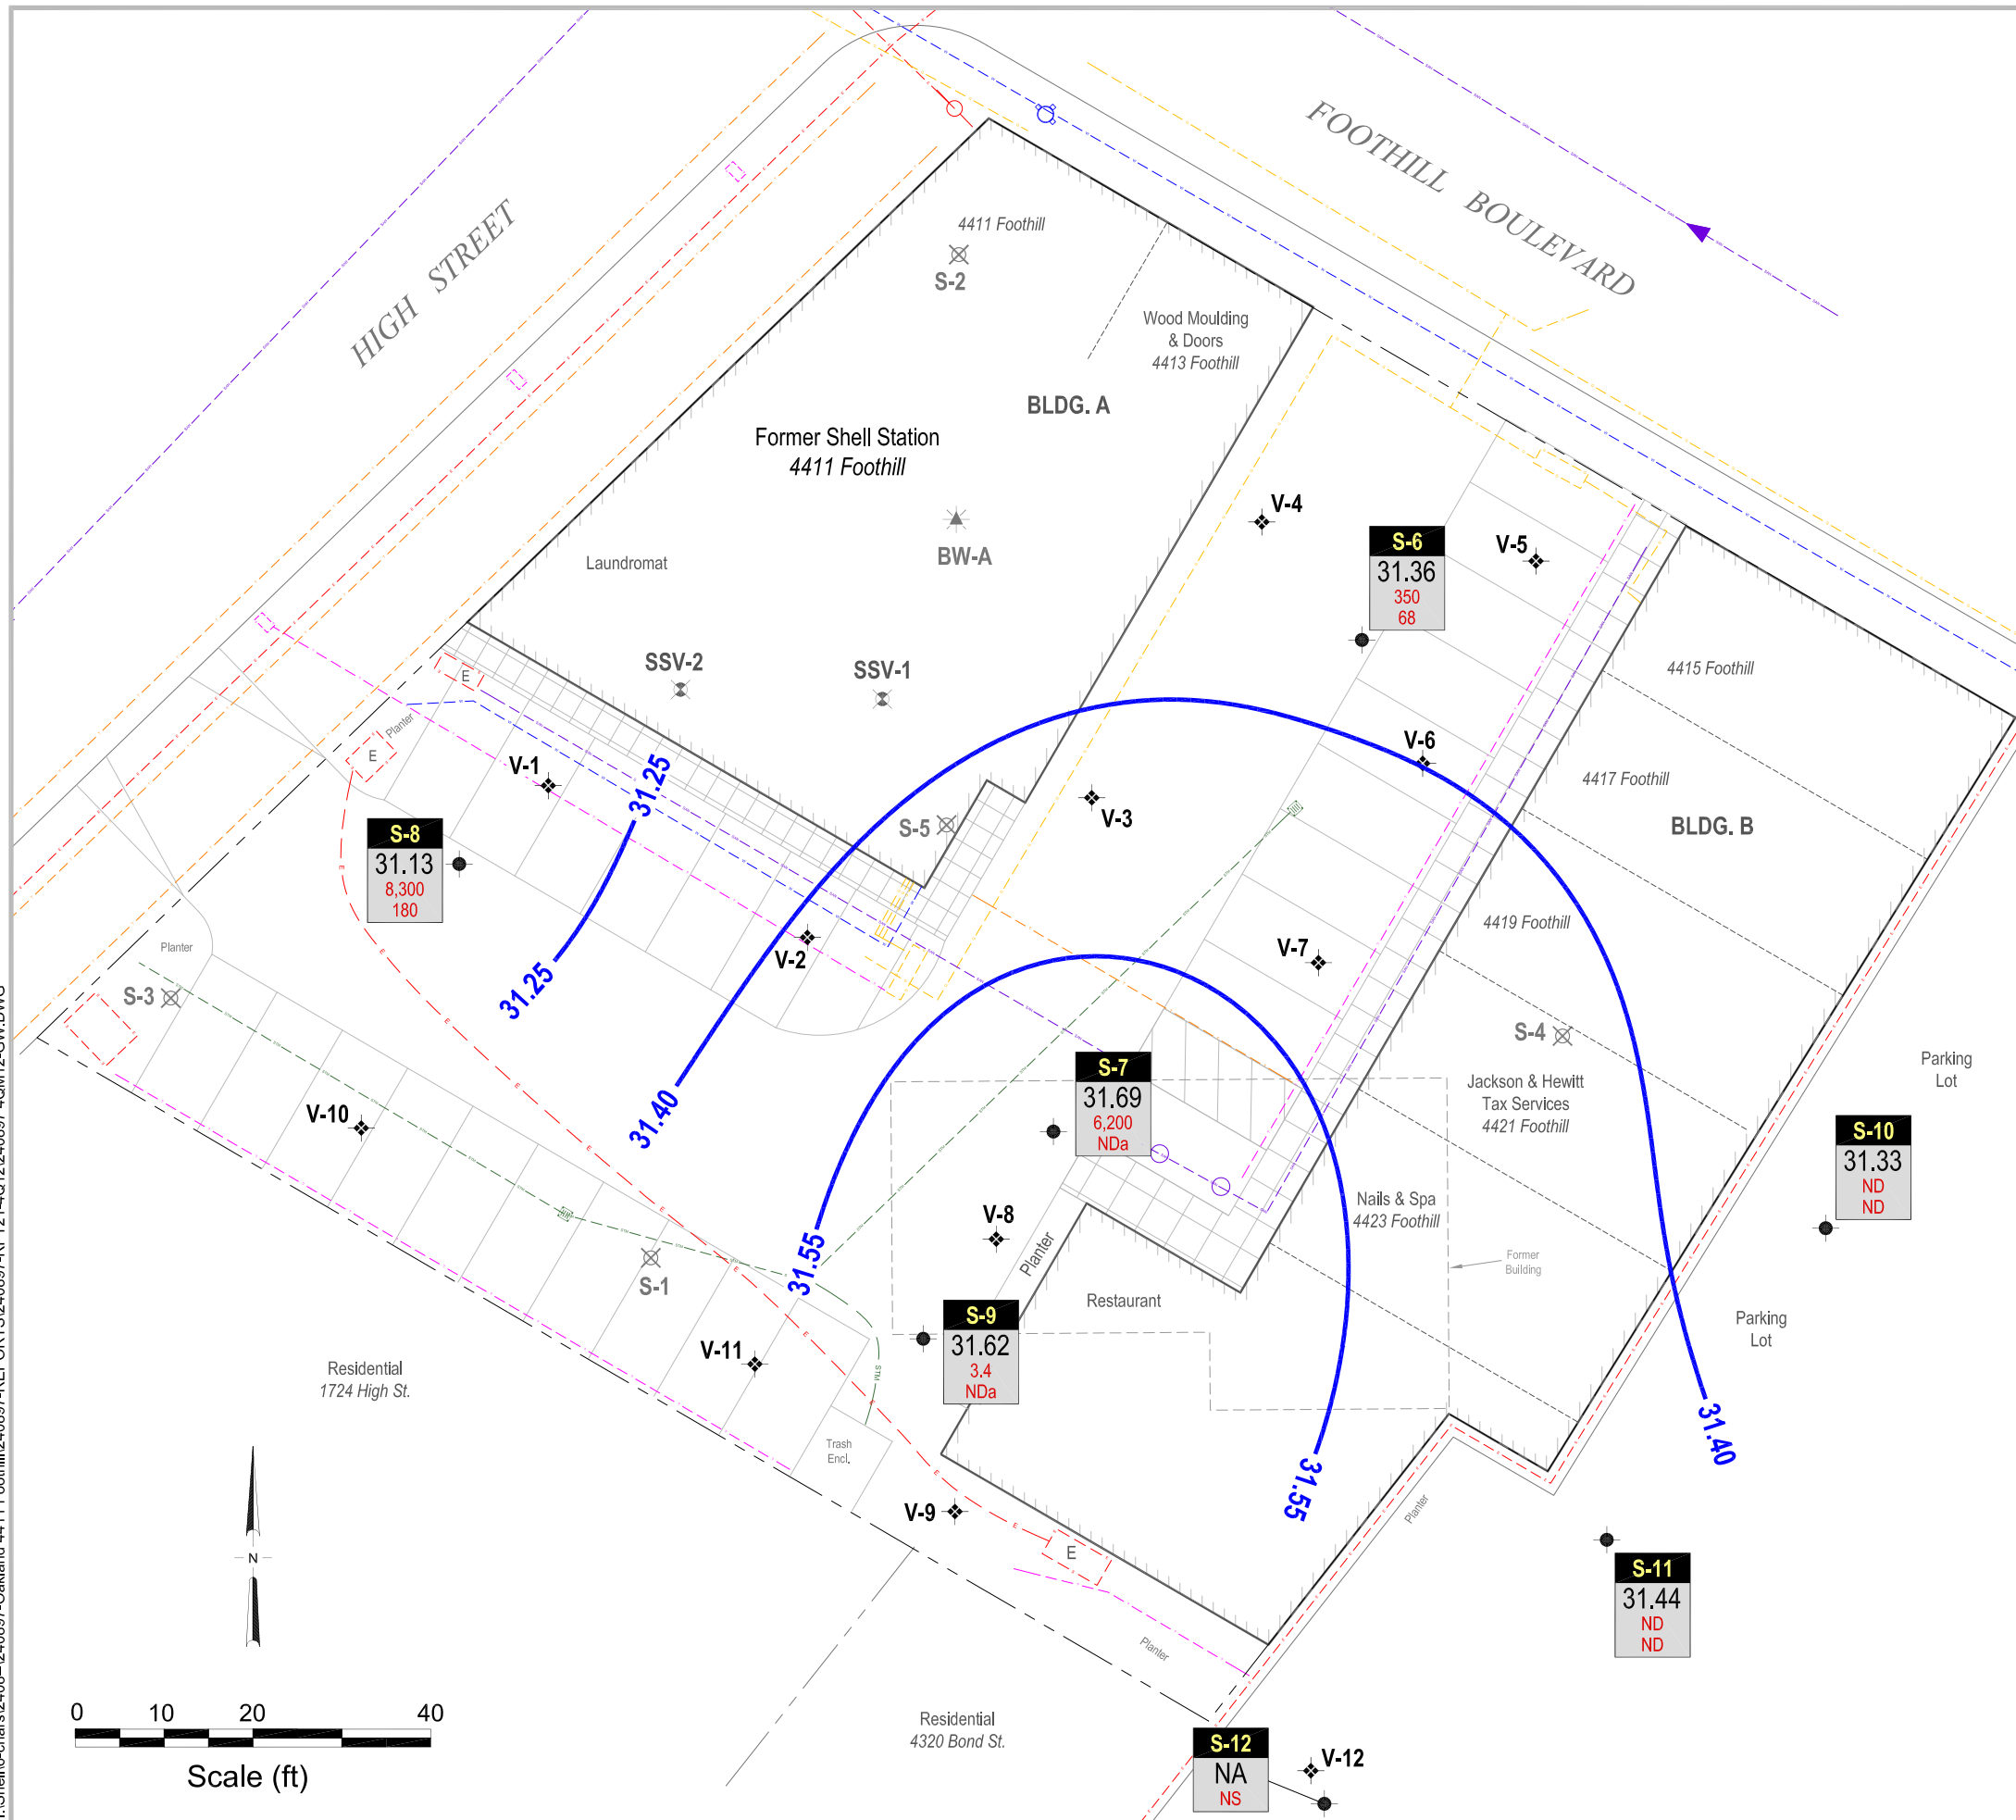 FOOTHILL BOULEVARD
HIGH STREET
4411 Foothill
S-2
Wood Moulding
& Doors
4413 Foothill
BLDG. A
Former Shell Station
4411 Foothill
V-4
S-6
31.36
350
68
V-5
BW-A
Laundromat
4415 Foothill
SSV-2
SSV-1
E
Planter
E
V-1
31.25
V-6
4417 Foothill
V-3
S-5
BLDG. B
S-8
31.13
8,300
180
4419 Foothill
Planter
V-2
V-7
31.25
S-3
S-4
Parking
Lot
S-7
31.69
6,200
NDa
Jackson & Hewitt
Tax Services
4421 Foothill
V-10
31.40
S-10
31.33
ND
ND
Nails & Spa
4423 Foothill
V-8
Planter
31.55
Former
Building
S-1
Restaurant
S-9
31.62
3.4
NDa
Parking
Lot
V-11
Residential
1724 High St.
STM
31.40
Trash
Encl.
31.55
V-9
Planter
E
N
S-11
31.44
ND
ND
Planter
0 10 20 40
Scale (ft)
Residential
4320 Bond St.
S-12
NA
NS
V-12